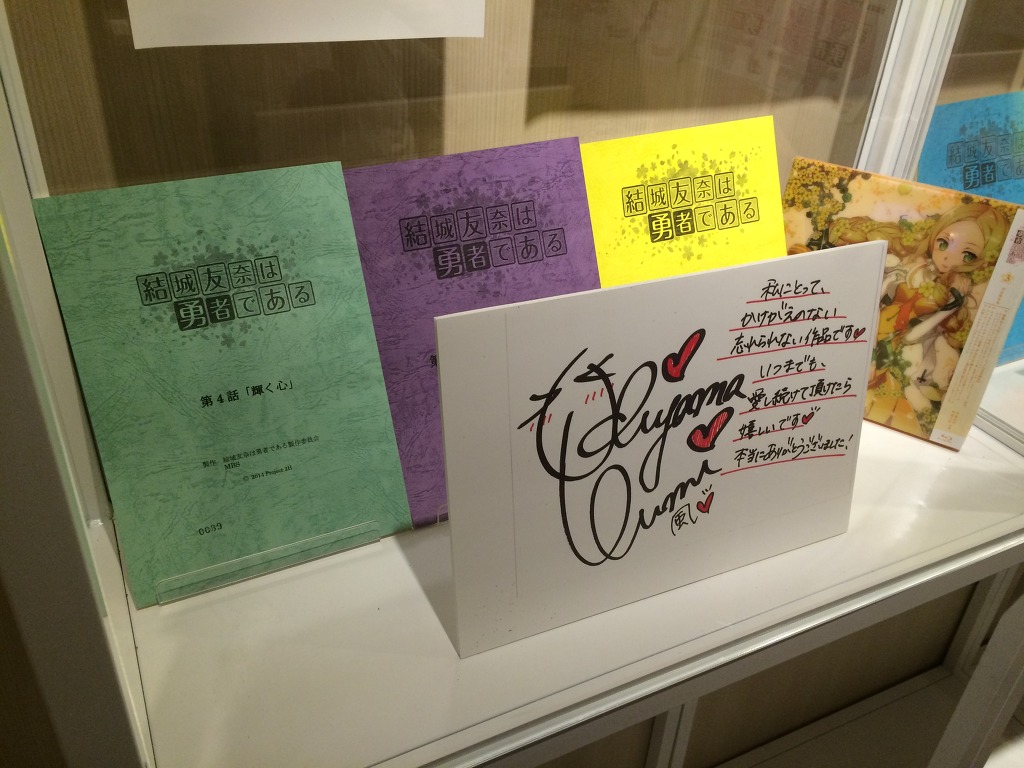 結城友奈は
勇者である
第4話「輝く心」
製作 結城友奈は勇者である製作委員会
MBS
© 2014 Project 2H
0039
結城友奈は
勇者である
結城友奈は
勇者である
Uchiyama
Yumi
風
私にとって、
かけがえのない
忘れられない作品です
いつまでも、
愛し続けて頂けたら
嬉しいです
本当にありがとうございました!
結城友奈は
勇者であ